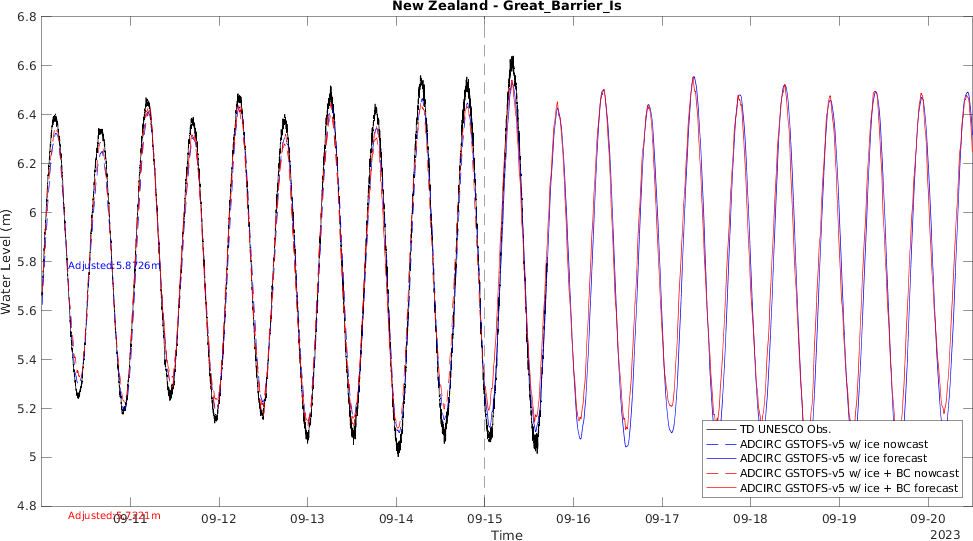 New Zealand - Great_Barrier_Is
6.8
6.6
6.4
6.2
6
5.8
5.6
5.4
5.2
5
4.8
Water Level (m)
Adjusted:5.8726m
Adjusted:5.7221m
TD UNESCO Obs.
ADCIRC GSTOFS-v5 w/ ice nowcast
ADCIRC GSTOFS-v5 w/ ice forecast
ADCIRC GSTOFS-v5 w/ ice + BC nowcast
ADCIRC GSTOFS-v5 w/ ice + BC forecast
09-11 09-12 09-13 09-14 09-15 09-16 09-17 09-18 09-19 09-20
Time
2023